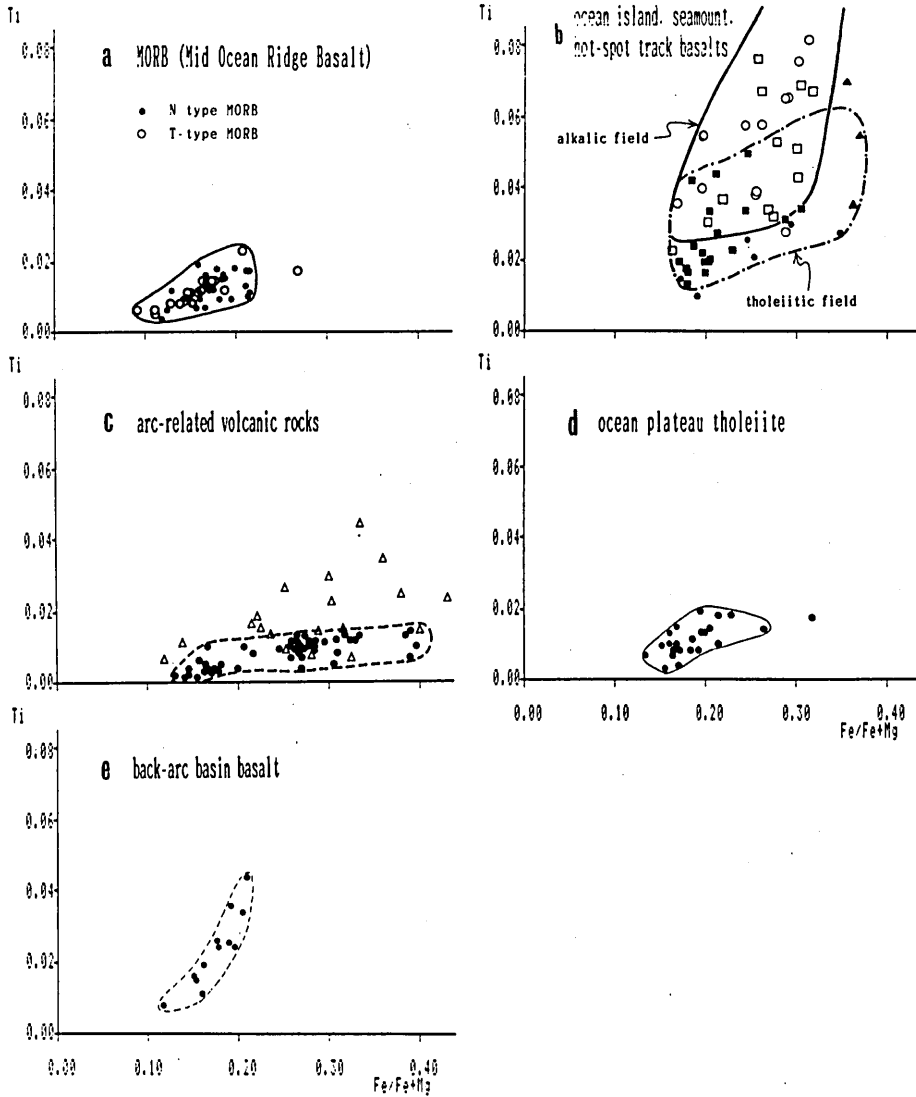 Ti
0.08
0.06
0.04
0.02
0.00
a MORB (Mid Ocean Ridge Basalt)
N type MORB
T-type MORB
Ti
0.08
0.06
0.04
0.02
0.00
b ocean island. seamount.
hot-spot track basalts
alkalic field
tholeiitic field
Ti
0.08
0.06
0.04
0.02
0.00
c arc-related volcanic rocks
Ti
0.08
0.06
0.04
0.02
0.00
d ocean plateau tholeiite
0.00 0.10 0.20 0.30 0.40
Fe/Fe+Mg
Ti
0.08
0.06
0.04
0.02
0.00
e back-arc basin basalt
0.00 0.10 0.20 0.30 0.40
Fe/Fe+Mg